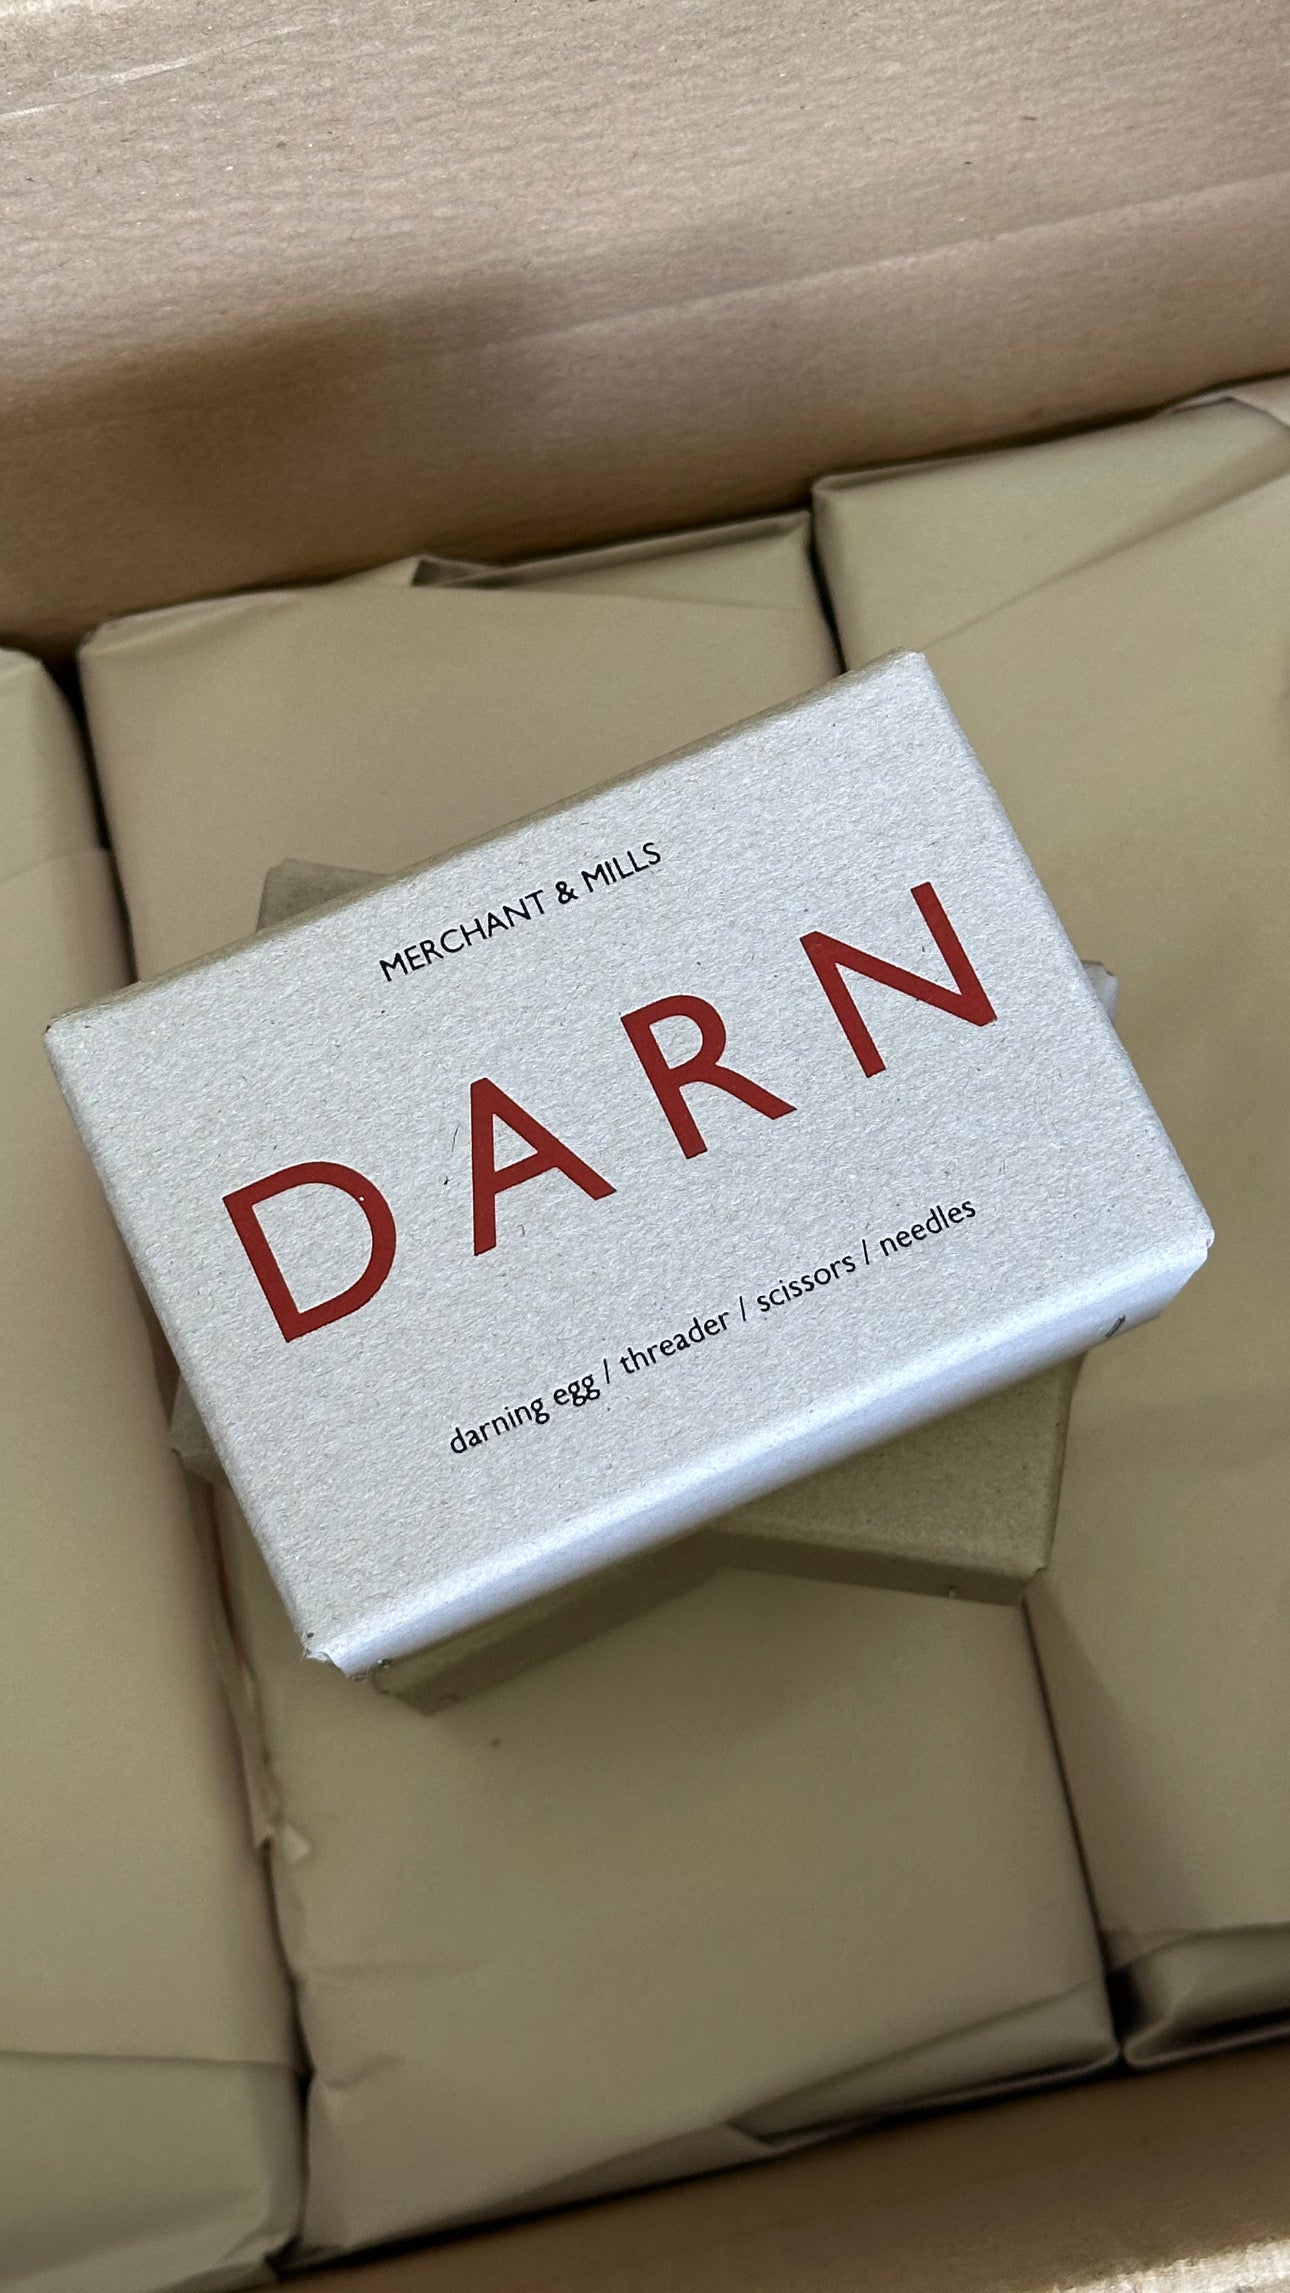 MERCHANT & MILLS
DARN
darning egg / threader / scissors / needles